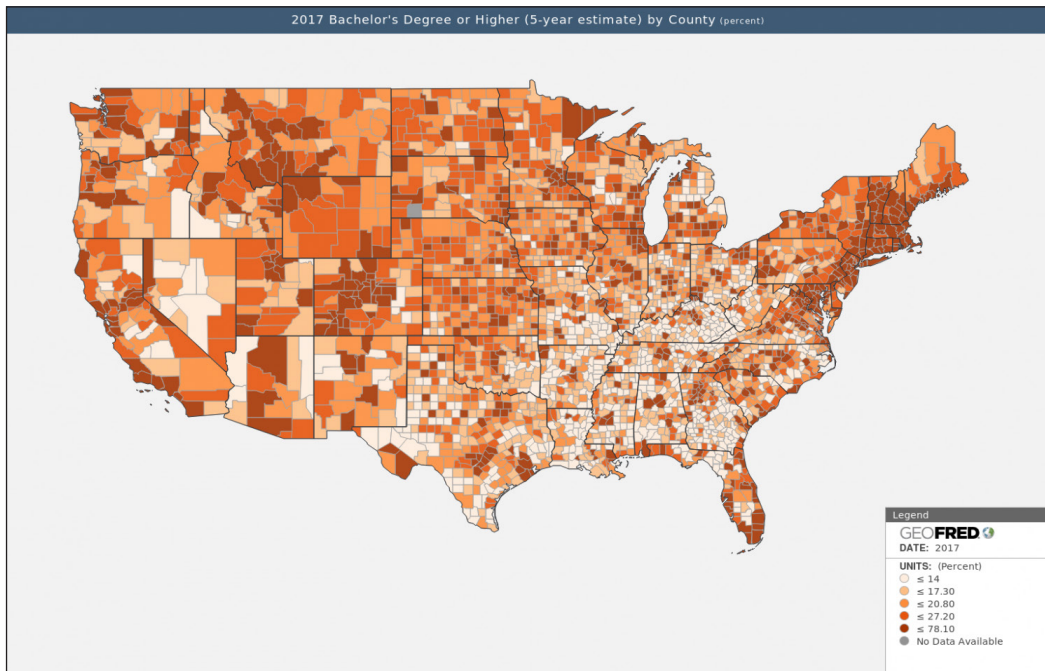 2017 Bachelor's Degree or Higher (5-year estimate) by County (percent)
Legend
GEOFRED
DATE: 2017
UNITS: (Percent)
≤ 14
≤ 17.30
≤ 20.80
≤ 27.20
≤ 78.10
No Data Available